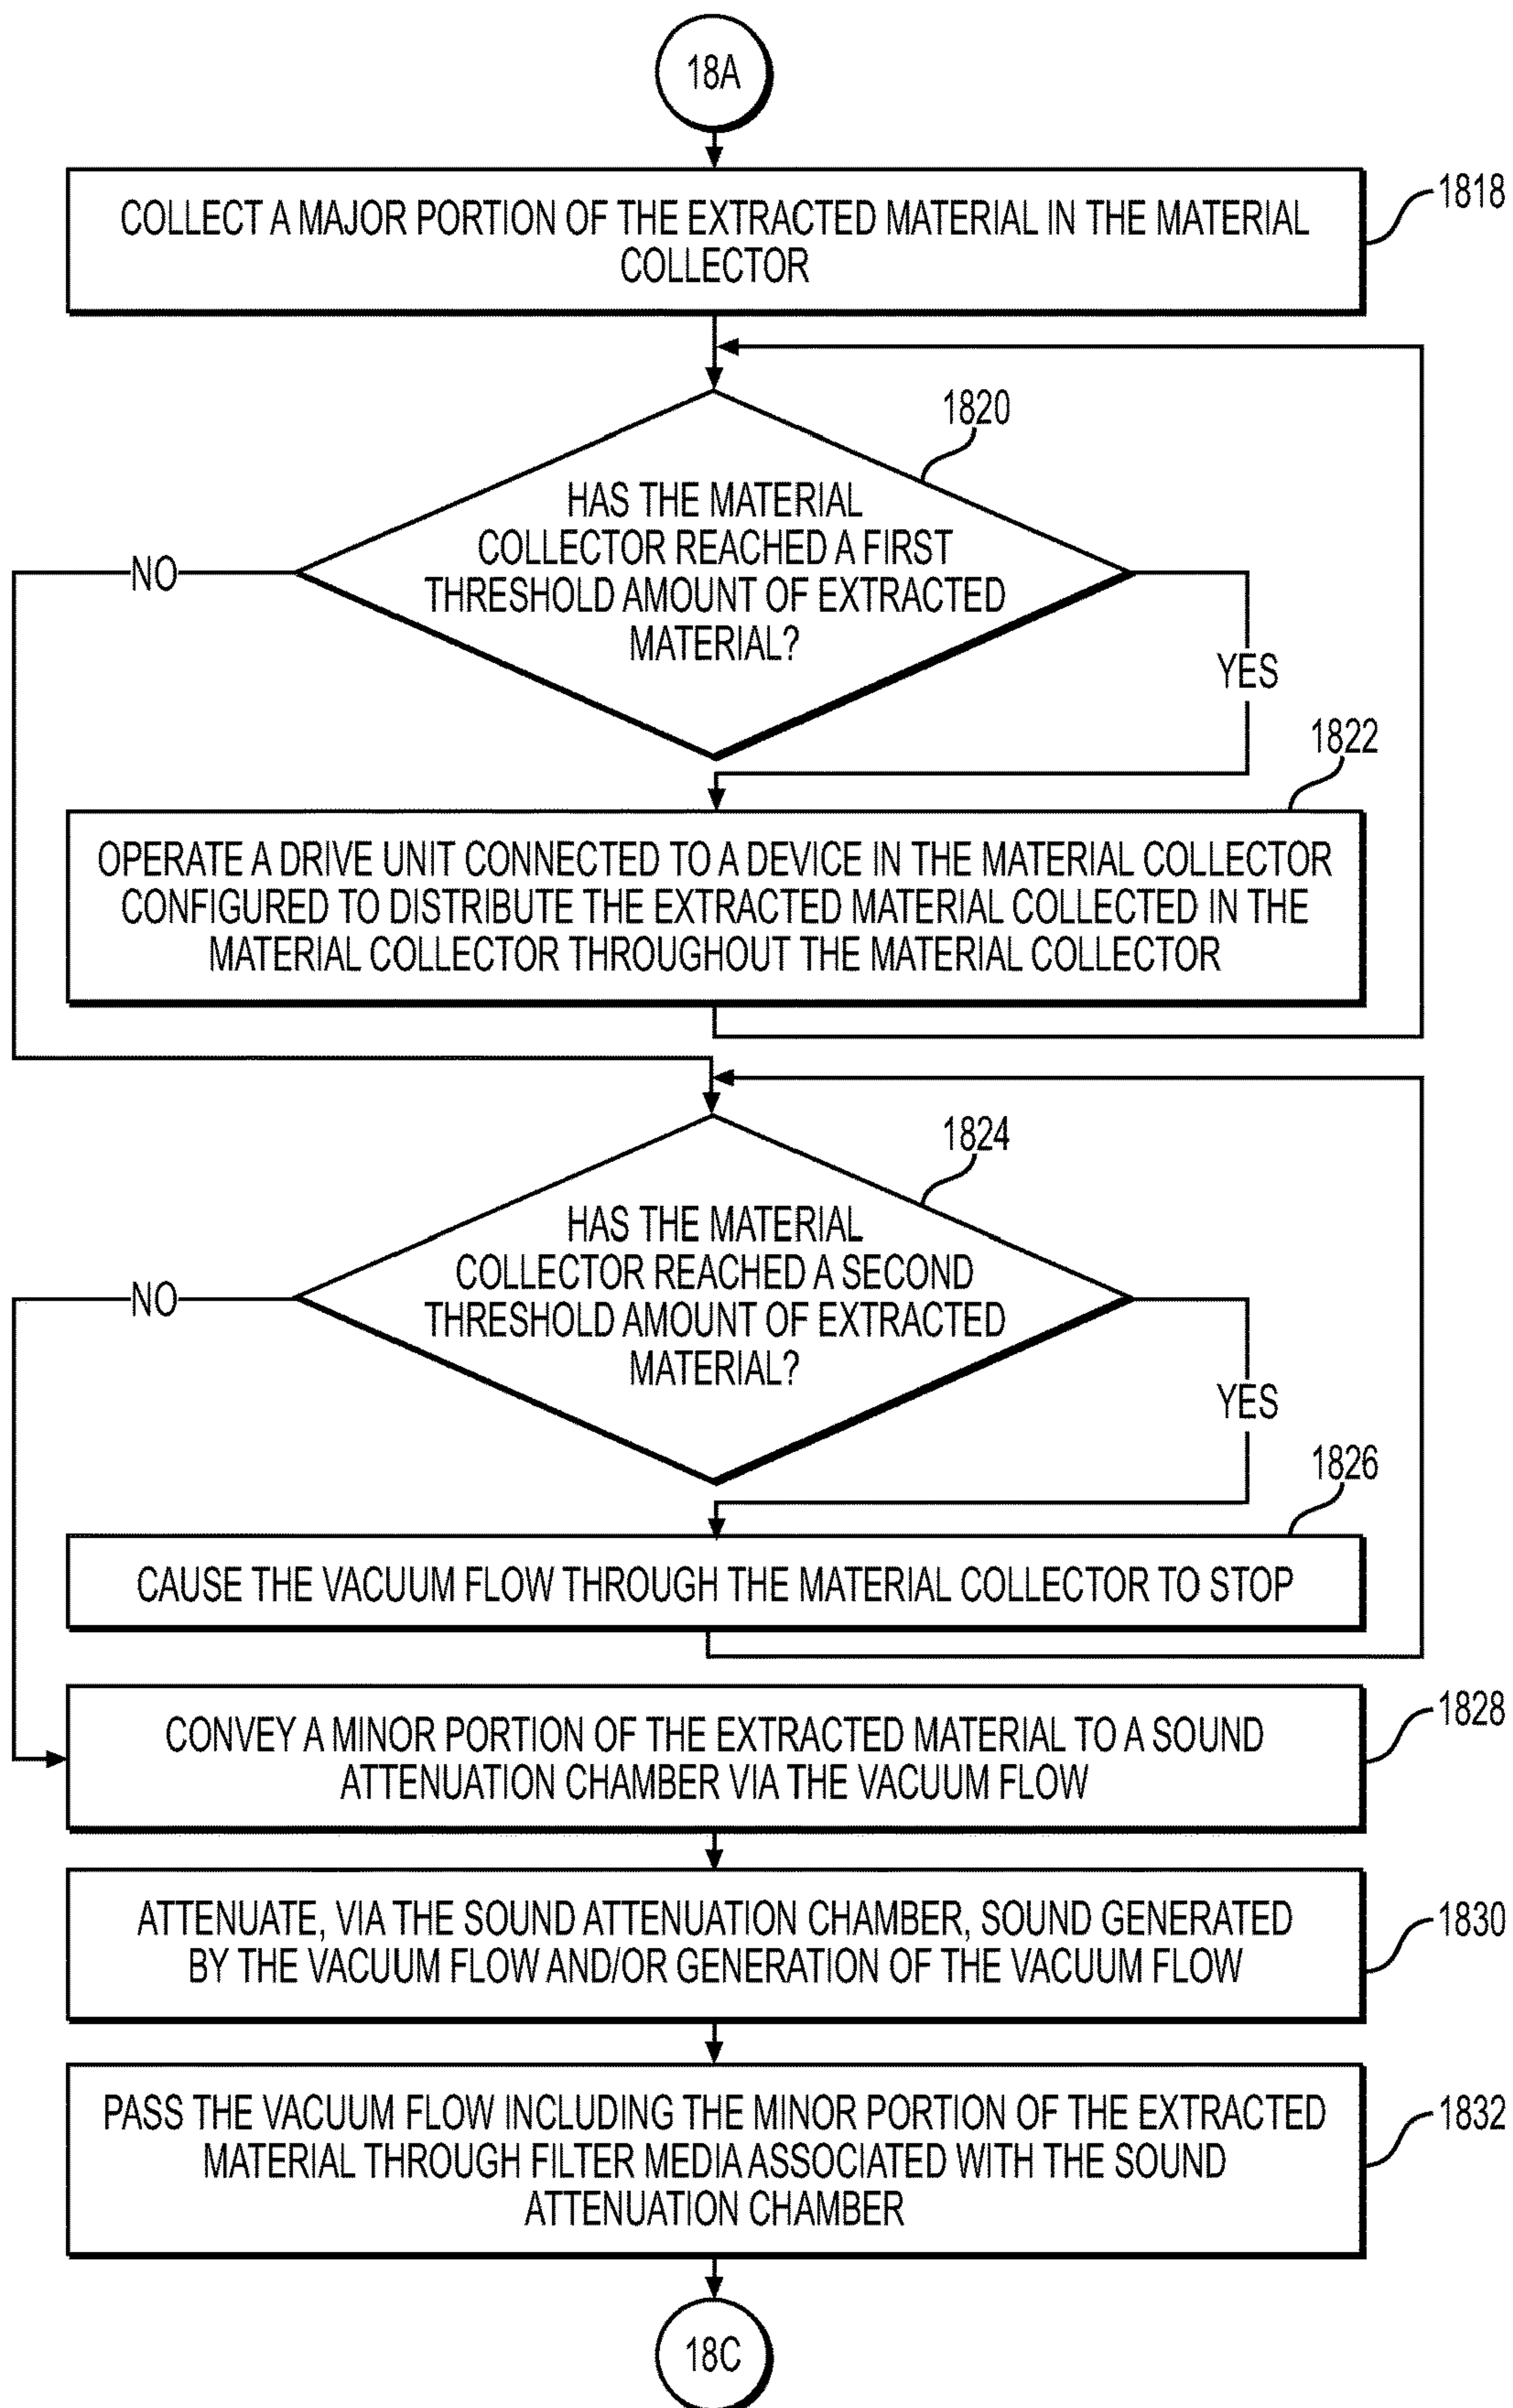 18A
COLLECT A MAJOR PORTION OF THE EXTRACTED MATERIAL IN THE MATERIAL
COLLECTOR
1818
1820
HAS THE MATERIAL
COLLECTOR REACHED A FIRST
THRESHOLD AMOUNT OF EXTRACTED
MATERIAL?
NO
YES
1822
OPERATE A DRIVE UNIT CONNECTED TO A DEVICE IN THE MATERIAL COLLECTOR
CONFIGURED TO DISTRIBUTE THE EXTRACTED MATERIAL COLLECTED IN THE
MATERIAL COLLECTOR THROUGHOUT THE MATERIAL COLLECTOR
1824
HAS THE MATERIAL
COLLECTOR REACHED A SECOND
THRESHOLD AMOUNT OF EXTRACTED
MATERIAL?
NO
YES
1826
CAUSE THE VACUUM FLOW THROUGH THE MATERIAL COLLECTOR TO STOP
CONVEY A MINOR PORTION OF THE EXTRACTED MATERIAL TO A SOUND
ATTENUATION CHAMBER VIA THE VACUUM FLOW
1828
ATTENUATE, VIA THE SOUND ATTENUATION CHAMBER, SOUND GENERATED
BY THE VACUUM FLOW AND/OR GENERATION OF THE VACUUM FLOW
1830
PASS THE VACUUM FLOW INCLUDING THE MINOR PORTION OF THE EXTRACTED
MATERIAL THROUGH FILTER MEDIA ASSOCIATED WITH THE SOUND
ATTENUATION CHAMBER
1832
18C